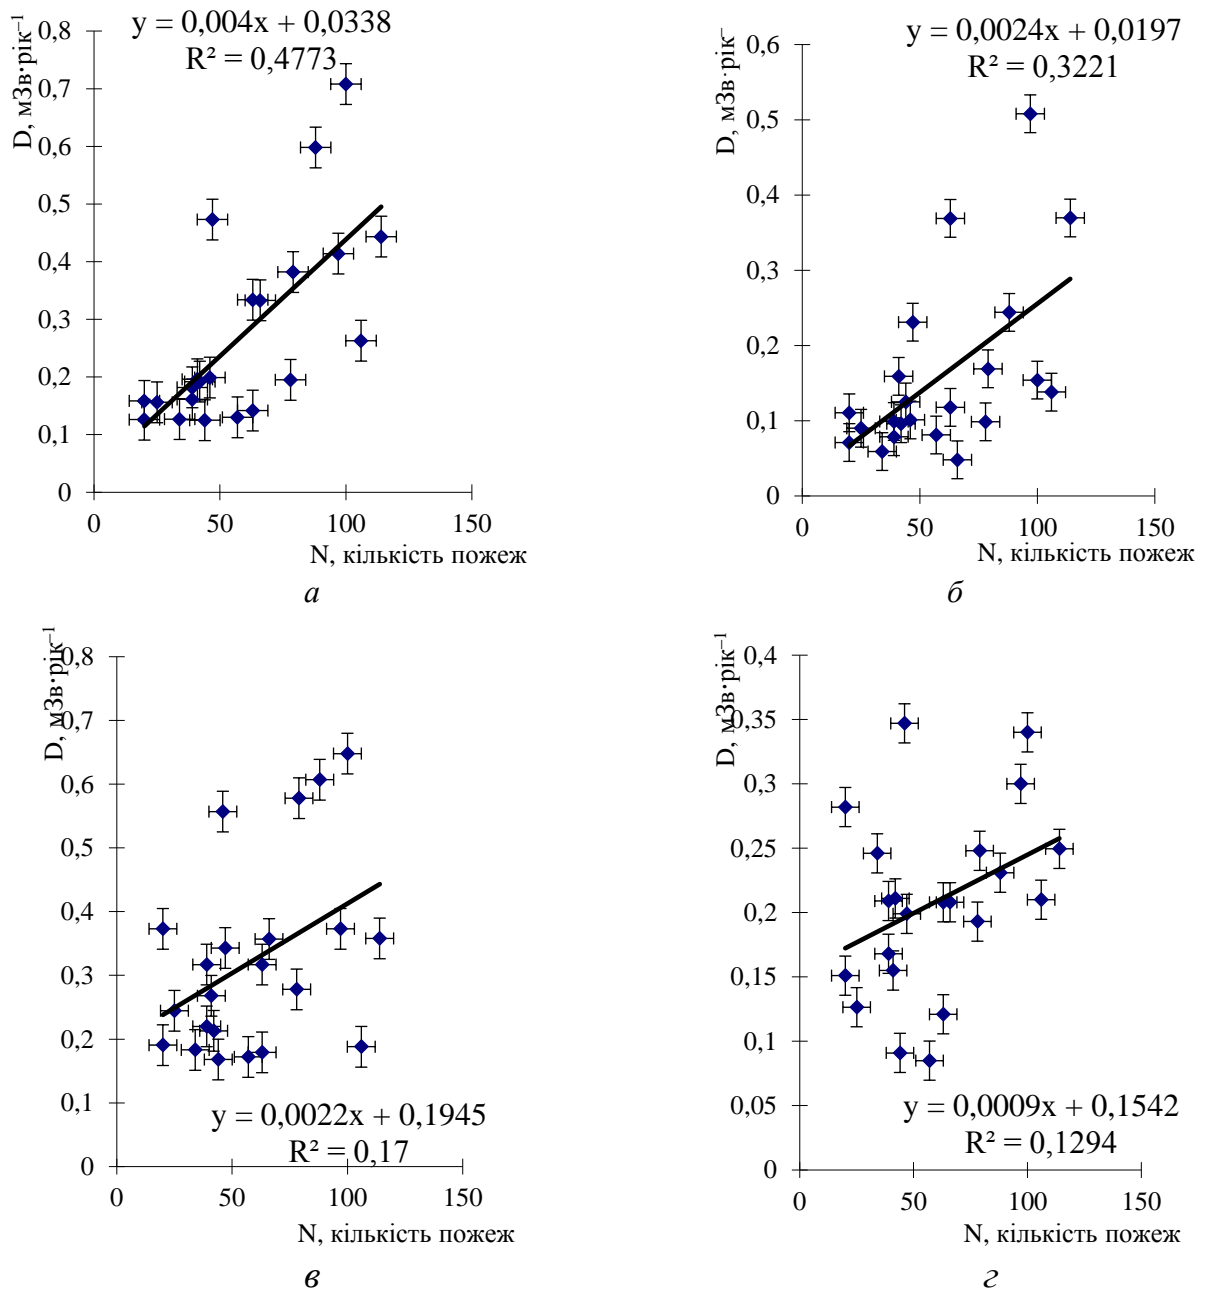 y = 0,004x + 0,0338
R² = 0,4773
D, мЗв·рік⁻¹
0,8
0,7
0,6
0,5
0,4
0,3
0,2
0,1
0
0 50 100 150
N, кількість пожеж
а
y = 0,0024x + 0,0197
R² = 0,3221
D, мЗв·рік⁻
0,6
0,5
0,4
0,3
0,2
0,1
0
0 50 100 150
N, кількість пожеж
б
D, мЗв·рік⁻¹
0,8
0,7
0,6
0,5
0,4
0,3
0,2
0,1
0
y = 0,0022x + 0,1945
R² = 0,17
0 50 100 150
N, кількість пожеж
в
D, мЗв·рік⁻¹
0,4
0,35
0,3
0,25
0,2
0,15
0,1
0,05
0
y = 0,0009x + 0,1542
R² = 0,1294
0 50 100 150
N, кількість пожеж
г